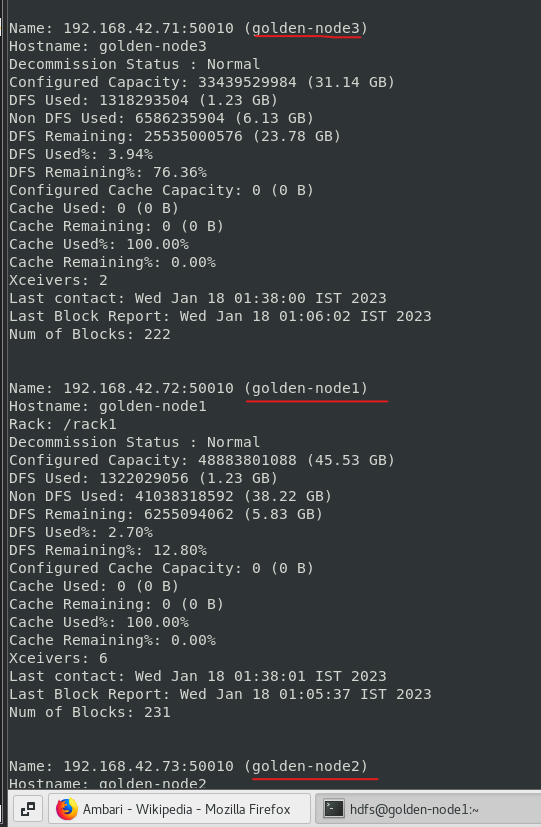 Name: 192.168.42.71:50010 (golden-node3)
Hostname: golden-node3
Decommission Status : Normal
Configured Capacity: 33439529984 (31.14 GB)
DFS Used: 1318293504 (1.23 GB)
Non DFS Used: 6586235904 (6.13 GB)
DFS Remaining: 25535000576 (23.78 GB)
DFS Used%: 3.94%
DFS Remaining%: 76.36%
Configured Cache Capacity: 0 (0 B)
Cache Used: 0 (0 B)
Cache Remaining: 0 (0 B)
Cache Used%: 100.00%
Cache Remaining%: 0.00%
Xceivers: 2
Last contact: Wed Jan 18 01:38:00 IST 2023
Last Block Report: Wed Jan 18 01:06:02 IST 2023
Num of Blocks: 222
Name: 192.168.42.72:50010 (golden-node1)
Hostname: golden-node1
Rack: /rack1
Decommission Status : Normal
Configured Capacity: 48883801088 (45.53 GB)
DFS Used: 1322029056 (1.23 GB)
Non DFS Used: 41038318592 (38.22 GB)
DFS Remaining: 6255094062 (5.83 GB)
DFS Used%: 2.70%
DFS Remaining%: 12.80%
Configured Cache Capacity: 0 (0 B)
Cache Used: 0 (0 B)
Cache Remaining: 0 (0 B)
Cache Used%: 100.00%
Cache Remaining%: 0.00%
Xceivers: 6
Last contact: Wed Jan 18 01:38:01 IST 2023
Last Block Report: Wed Jan 18 01:05:37 IST 2023
Num of Blocks: 231
Name: 192.168.42.73:50010 (golden-node2)
Hostname: golden-node2
Ambari - Wikipedia - Mozilla Firefox
hdfs@golden-node1:~